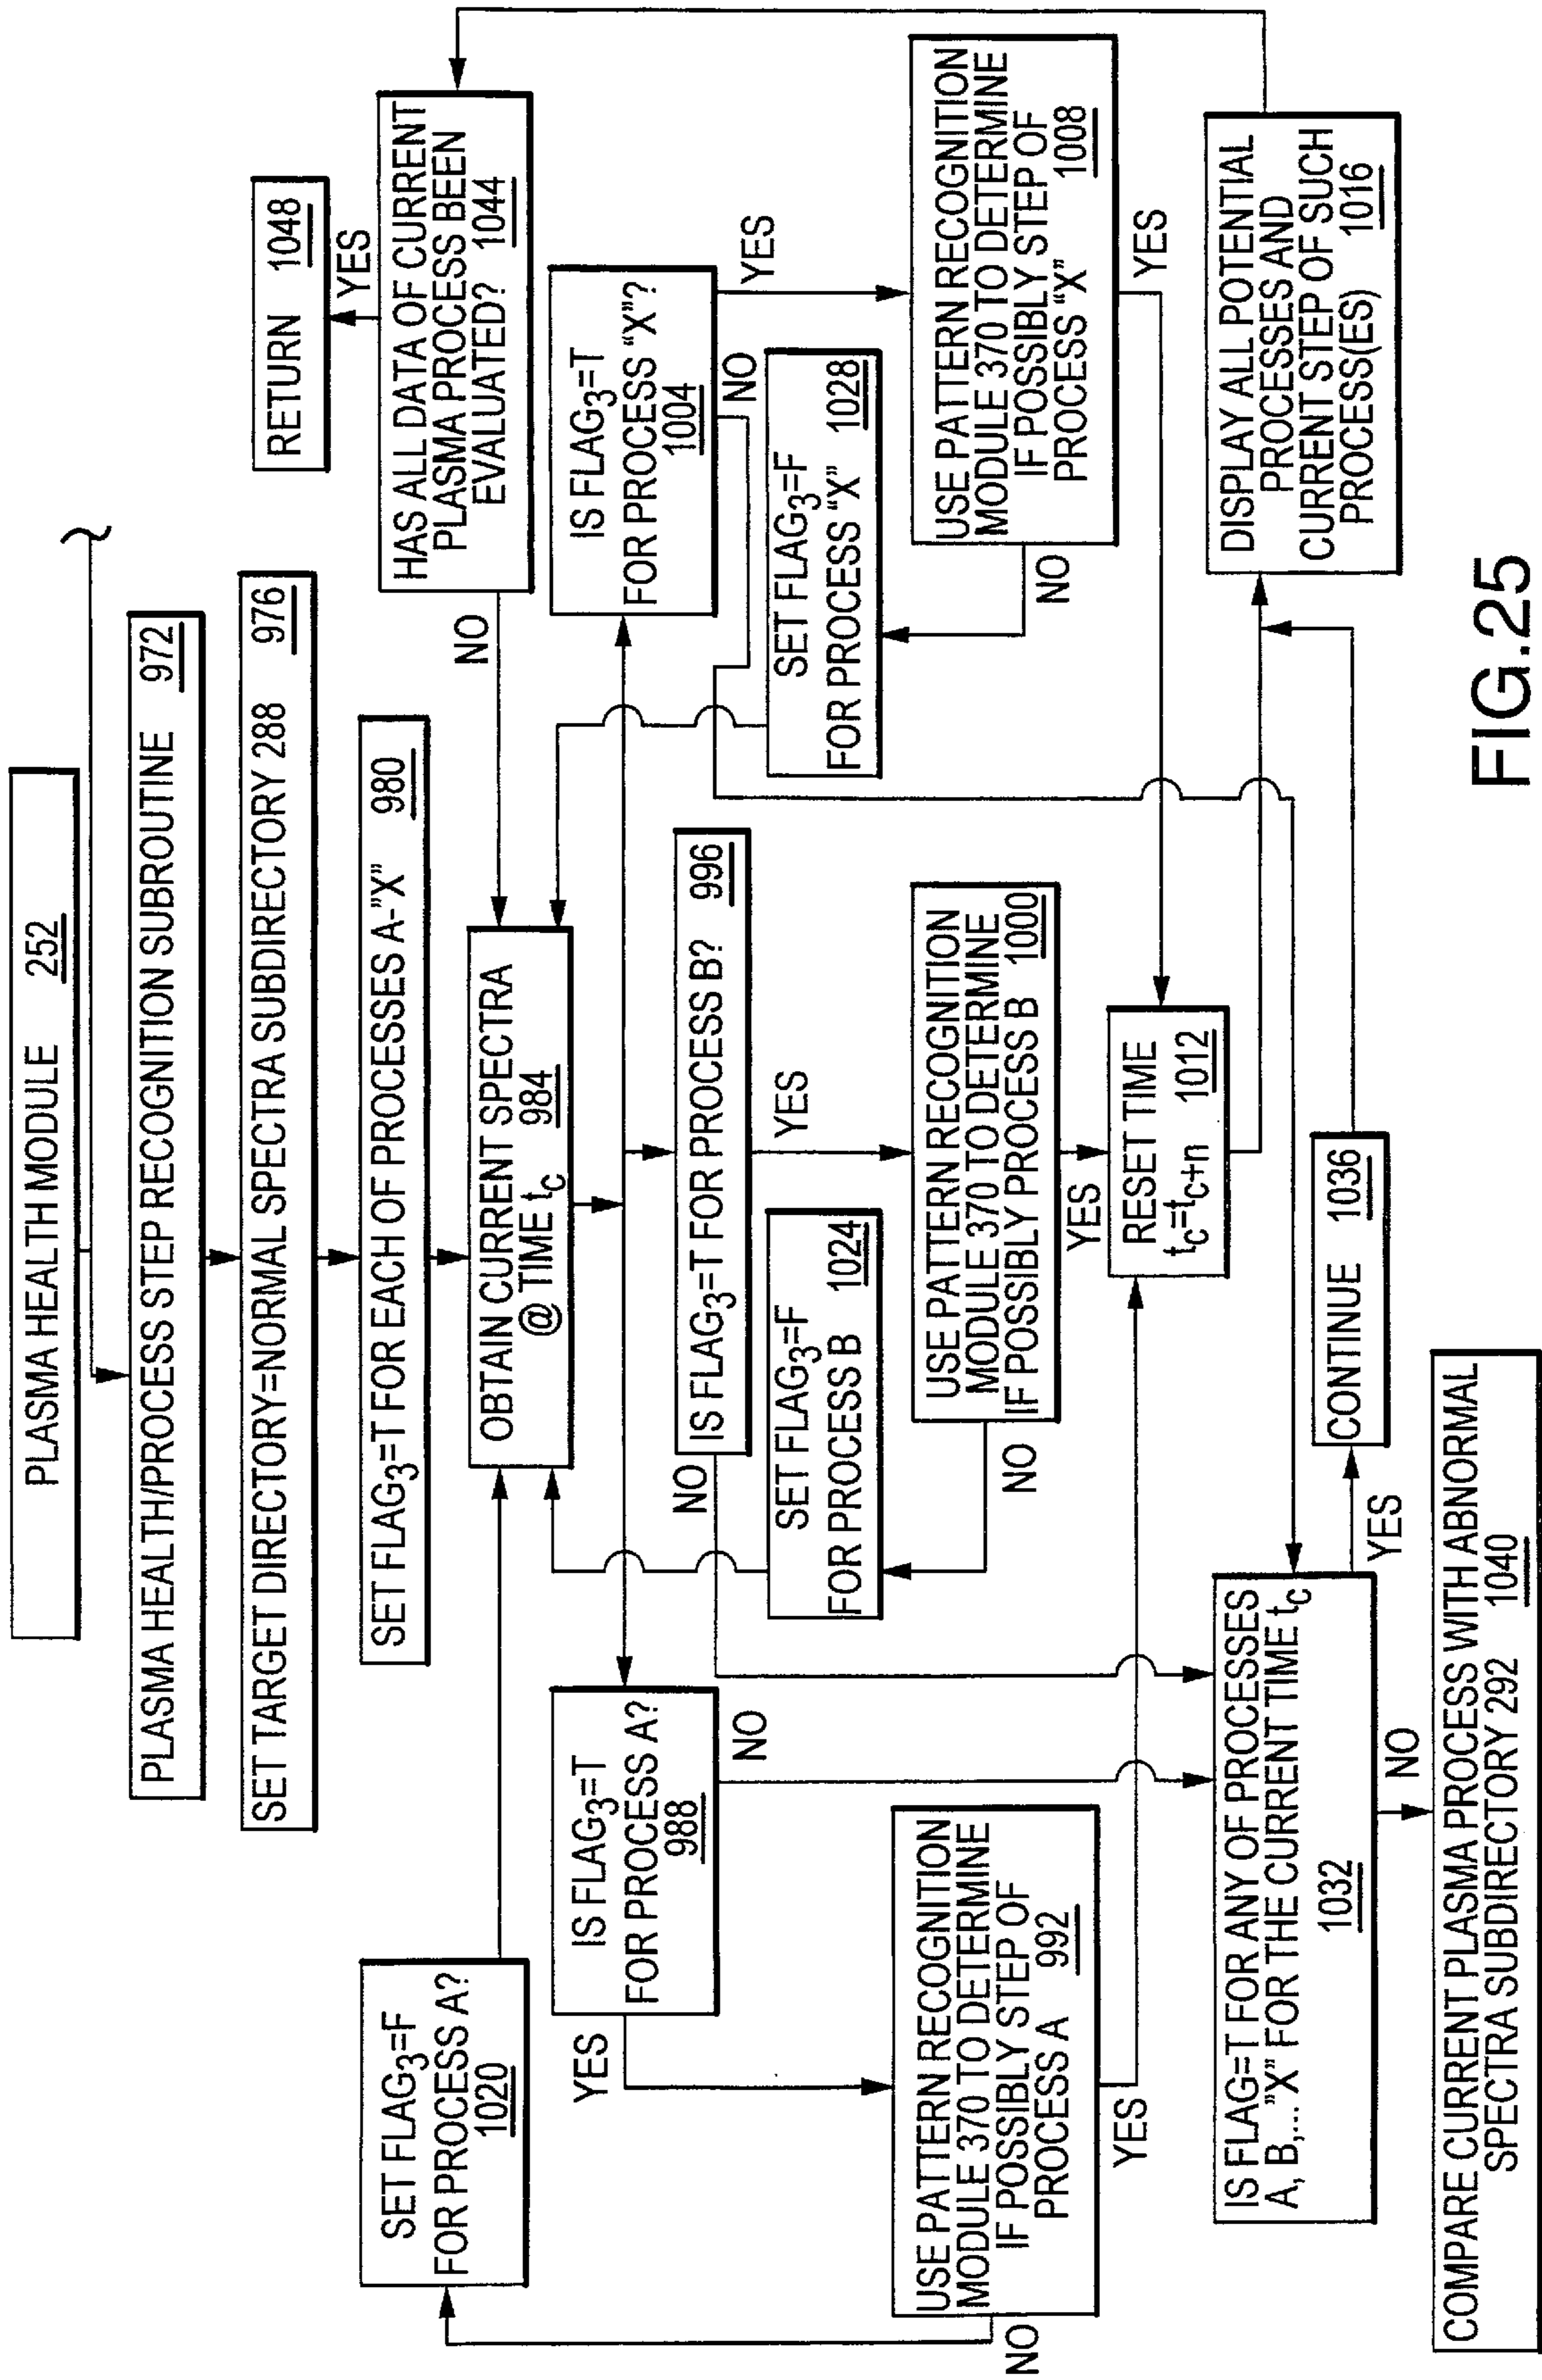 PLASMA HEALTH MODULE 252
PLASMA HEALTH/PROCESS STEP RECOGNITION SUBROUTINE 972
SET TARGET DIRECTORY=NORMAL SPECTRA SUBDIRECTORY 288 976
SET FLAG3=T FOR EACH OF PROCESSES A-"X" 980
SET FLAG3=F
FOR PROCESS A?
1020
OBTAIN CURRENT SPECTRA
@ TIME tc
984
RETURN 1048
YES
HAS ALL DATA OF CURRENT
PLASMA PROCESS BEEN
EVALUATED? 1044
NO
IS FLAG3=T
FOR PROCESS A?
988
YES
NO
IS FLAG3=T FOR PROCESS B? 996
NO
YES
IS FLAG3=T
FOR PROCESS "X"?
1004
NO
YES
SET FLAG3=F
FOR PROCESS B 1024
SET FLAG3=F
FOR PROCESS "X" 1028
USE PATTERN RECOGNITION
MODULE 370 TO DETERMINE
IF POSSIBLY STEP OF
PROCESS A 992
NO
YES
USE PATTERN RECOGNITION
MODULE 370 TO DETERMINE
IF POSSIBLY PROCESS B 1000
NO
YES
USE PATTERN RECOGNITION
MODULE 370 TO DETERMINE
IF POSSIBLY STEP OF
PROCESS "X" 1008
NO
YES
RESET TIME
tc=tc+n 1012
IS FLAG=T FOR ANY OF PROCESSES
A, B,..."X" FOR THE CURRENT TIME tc
1032
NO
YES
CONTINUE 1036
DISPLAY ALL POTENTIAL
PROCESSES AND
CURRENT STEP OF SUCH
PROCESS(ES) 1016
COMPARE CURRENT PLASMA PROCESS WITH ABNORMAL
SPECTRA SUBDIRECTORY 292 1040
FIG.25